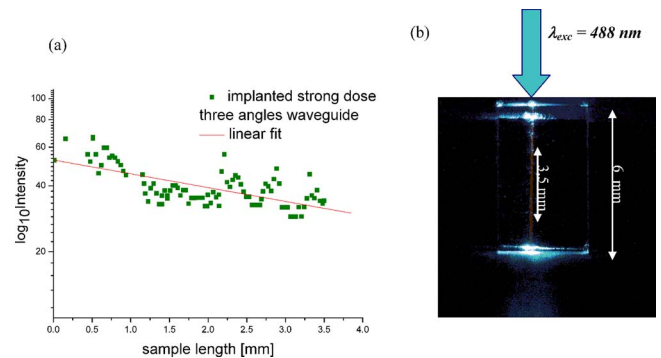 (a)
implanted strong dose
three angles waveguide
linear fit
100
80
60
40
20
log10Intensity
0.0 0.5 1.0 1.5 2.0 2.5 3.0 3.5 4.0
sample length [mm]
(b)
λexc = 488 nm
3.5 mm
6 mm